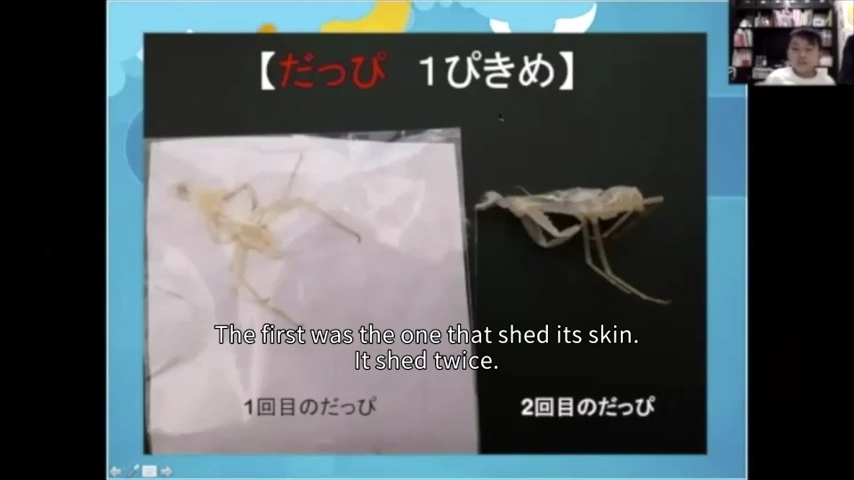 【だっぴ　1ぴきめ】
The first was the one that shed its skin.
It shed twice.
1回目のだっぴ
2回目のだっぴ